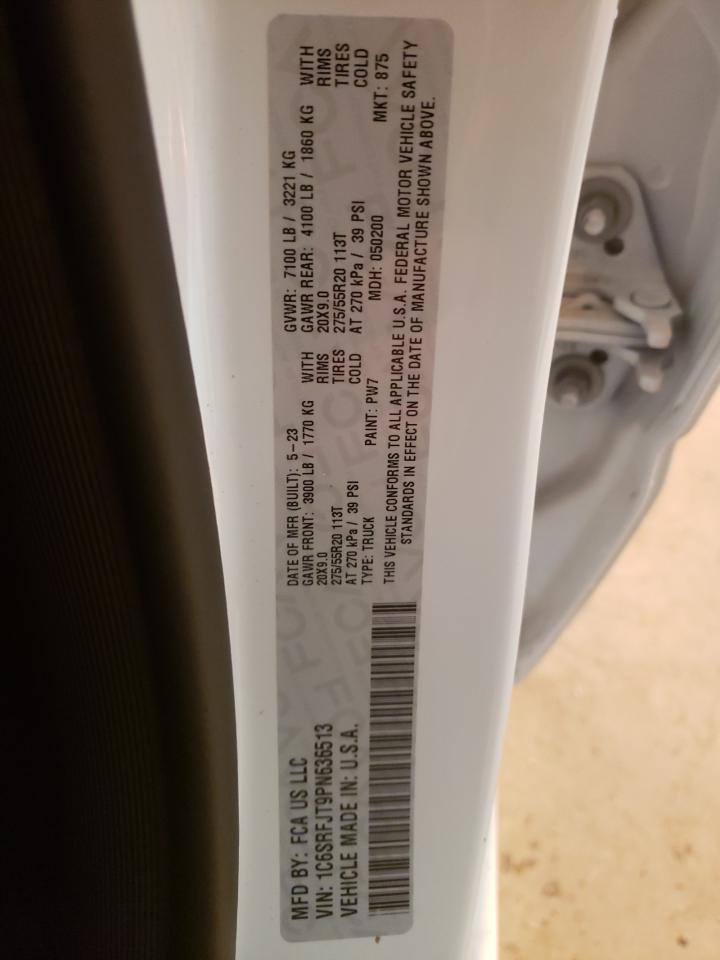 MFD BY: FCA US LLC
VIN: 1C6SRFJT9PN636513
VEHICLE MADE IN: U.S.A.
DATE OF MFR (BUILT): 5-23 GVWR: 7100 LB / 3221 KG
GAWR FRONT: 3900 LB / 1770 KG WITH GAWR REAR: 4100 LB / 1860 KG WITH
20X9.0 RIMS 20X9.0 RIMS
275/55R20 113T TIRES 275/55R20 113T TIRES
AT 270 kPa / 39 PSI COLD AT 270 kPa / 39 PSI COLD
TYPE: TRUCK PAINT: PW7 MDH: 050200 MKT: 875
THIS VEHICLE CONFORMS TO ALL APPLICABLE U.S.A. FEDERAL MOTOR VEHICLE SAFETY
STANDARDS IN EFFECT ON THE DATE OF MANUFACTURE SHOWN ABOVE.